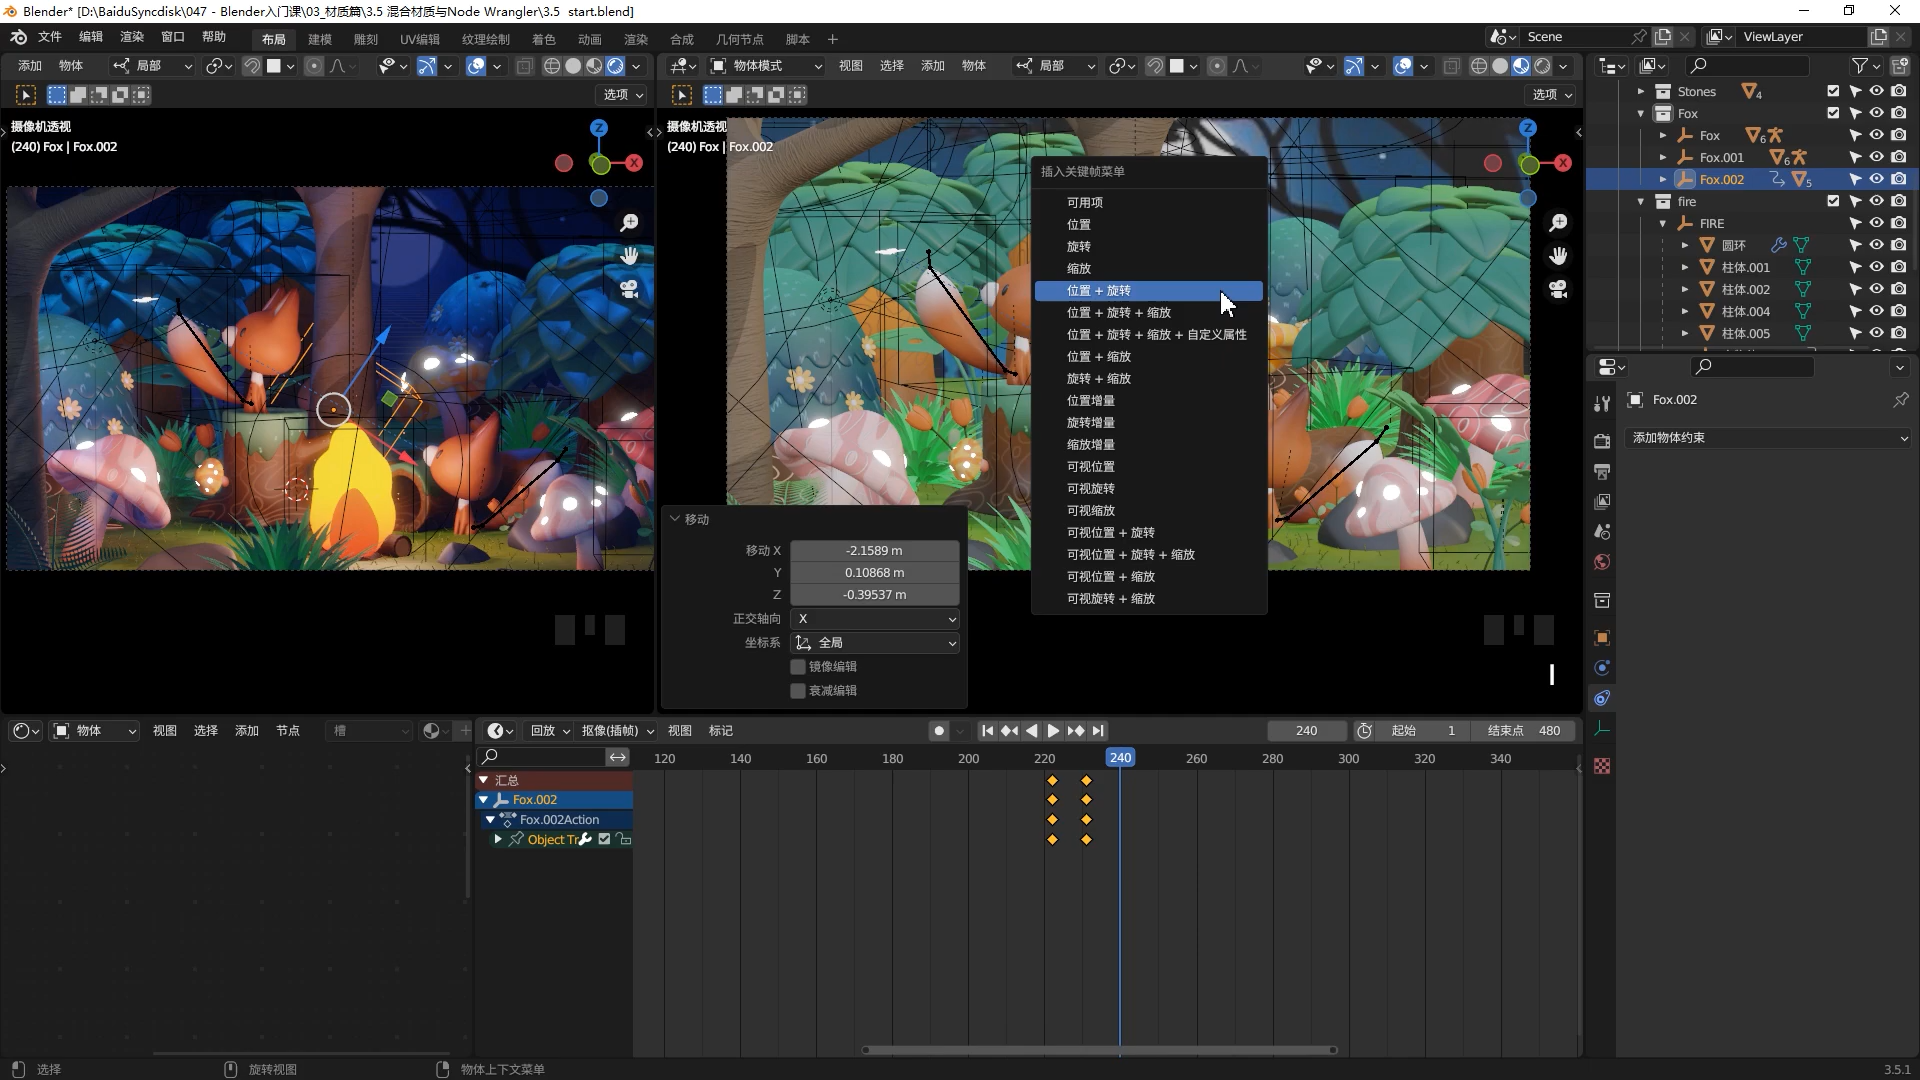 Blender* [D:\BaiduSyncdisk\047 - Blender入门课\03_材质篇\3.5 混合材质与Node Wrangler\3.5  start.blend]
文件 编辑 渲染 窗口 帮助 布局 建模 雕刻 UV编辑 纹理绘制 着色 动画 渲染 合成 几何节点 脚本 Scene ViewLayer
添加 物体 局部 物体模式 视图 选择 添加 物体 局部
选项 选项
摄像机透视 摄像机透视
(240) Fox | Fox.002 (240) Fox | Fox.002
Z X Z X
Stones 4
Fox
Fox 6
Fox.001 6
Fox.002 5
fire
FIRE
圆环
柱体.001
柱体.002
柱体.004
柱体.005
插入关键帧菜单
可用项
位置
旋转
缩放
位置 + 旋转
位置 + 旋转 + 缩放
位置 + 旋转 + 缩放 + 自定义属性
位置 + 缩放
旋转 + 缩放
位置增量
旋转增量
缩放增量
可视位置
可视旋转
可视缩放
可视位置 + 旋转
可视位置 + 旋转 + 缩放
可视位置 + 缩放
可视旋转 + 缩放
移动
移动 X -2.1589 m
Y 0.10868 m
Z -0.39537 m
正交轴向 X
坐标系 全局
镜像编辑
衰减编辑
I
Fox.002
添加物体约束
物体 视图 选择 添加 节点 槽
回放 抠像(插帧) 视图 标记 240 起始 1 结束点 480
120 140 160 180 200 220 240 260 280 300 320 340
汇总
Fox.002
Fox.002Action
Object Tr
选择 旋转视图 物体上下文菜单 3.5.1